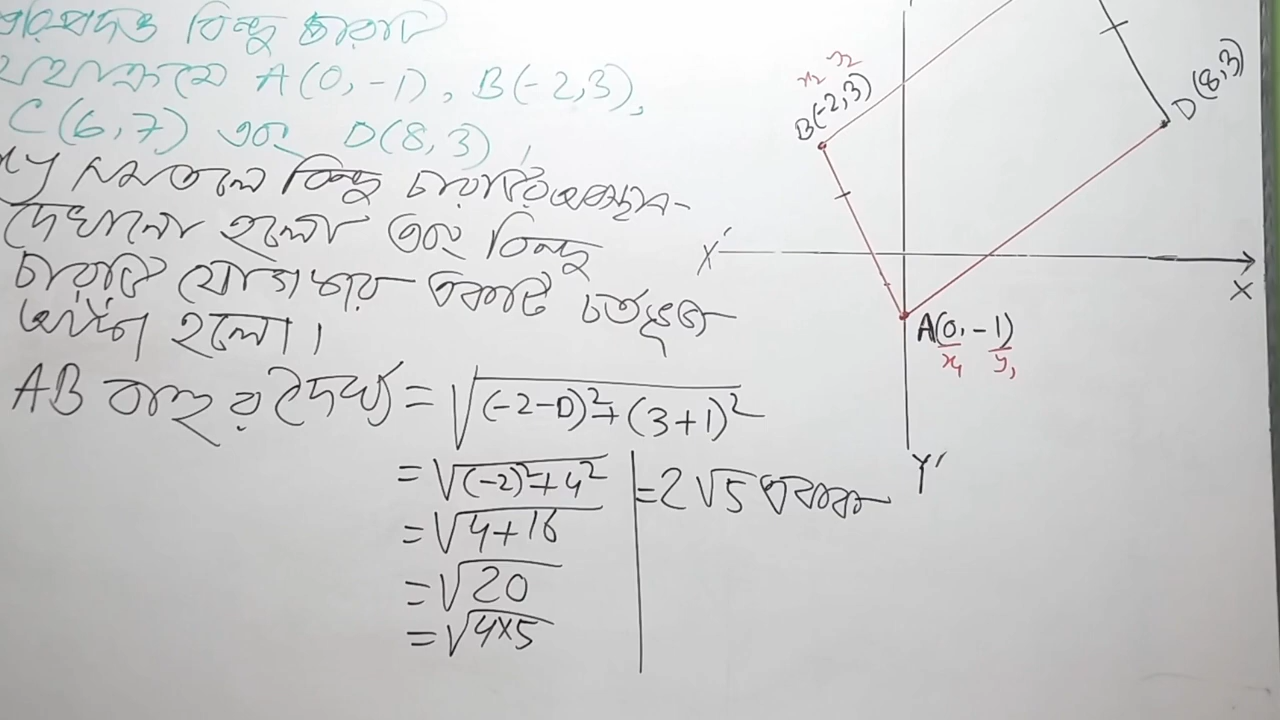 বিন্দু চারটি
যথাক্রমে A(0,-1), B(-2,3),
C(6,7) এবং D(8,3),
xy সমতলে বিন্দু চারটির অবস্থান
দেখানো হলো এবং বিন্দু
চারটি যোগ করে একটি চতুর্ভুজ
অঙ্কন হলো।
AB বাহুর দৈর্ঘ্য = √(-2-0)²+(3+1)²
= √(-2)²+4²
= √4+16
= √20
= √4×5
= 2√5 একক
x₂ y₂
B(-2,3)
D(8,3)
X'
X
A(0,-1)
x₁ y₁
Y'